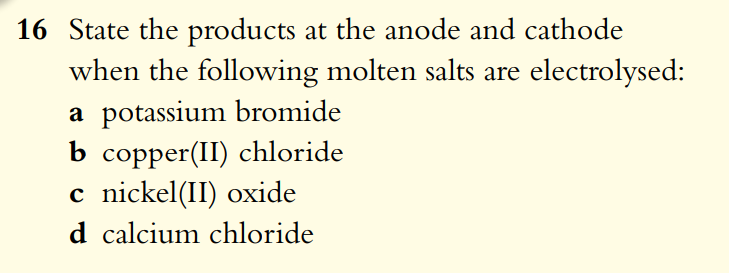 16 State the products at the anode and cathode
when the following molten salts are electrolysed:
a potassium bromide
b copper(II) chloride
c nickel(II) oxide
d calcium chloride